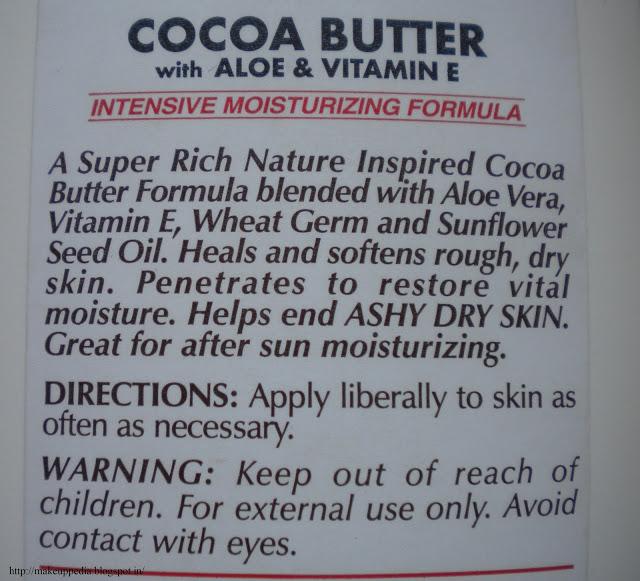 COCOA BUTTER
with ALOE & VITAMIN E
INTENSIVE MOISTURIZING FORMULA
A Super Rich Nature Inspired Cocoa
Butter Formula blended with Aloe Vera,
Vitamin E, Wheat Germ and Sunflower
Seed Oil. Heals and softens rough, dry
skin. Penetrates to restore vital
moisture. Helps end ASHY DRY SKIN.
Great for after sun moisturizing.
DIRECTIONS: Apply liberally to skin as
often as necessary.
WARNING: Keep out of reach of
children. For external use only. Avoid
contact with eyes.
http://makeuppedia.blogspot.in/